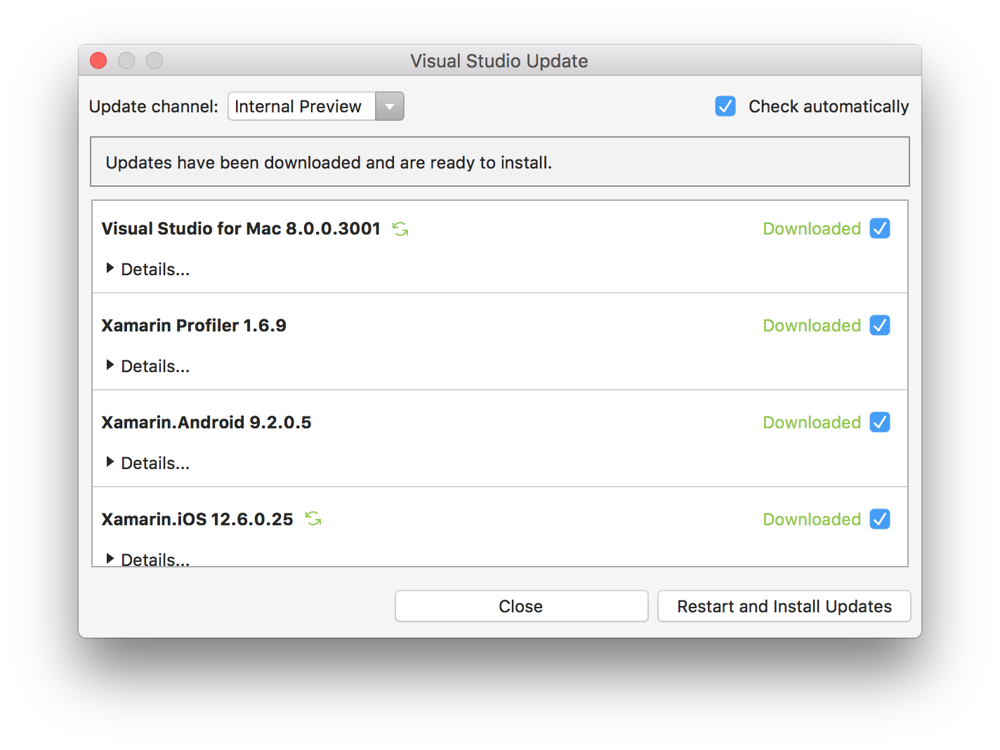 Visual Studio Update
Update channel: Internal Preview Check automatically
Updates have been downloaded and are ready to install.
Visual Studio for Mac 8.0.0.3001 Downloaded
Details...
Xamarin Profiler 1.6.9 Downloaded
Details...
Xamarin.Android 9.2.0.5 Downloaded
Details...
Xamarin.iOS 12.6.0.25 Downloaded
Details...
Close Restart and Install Updates